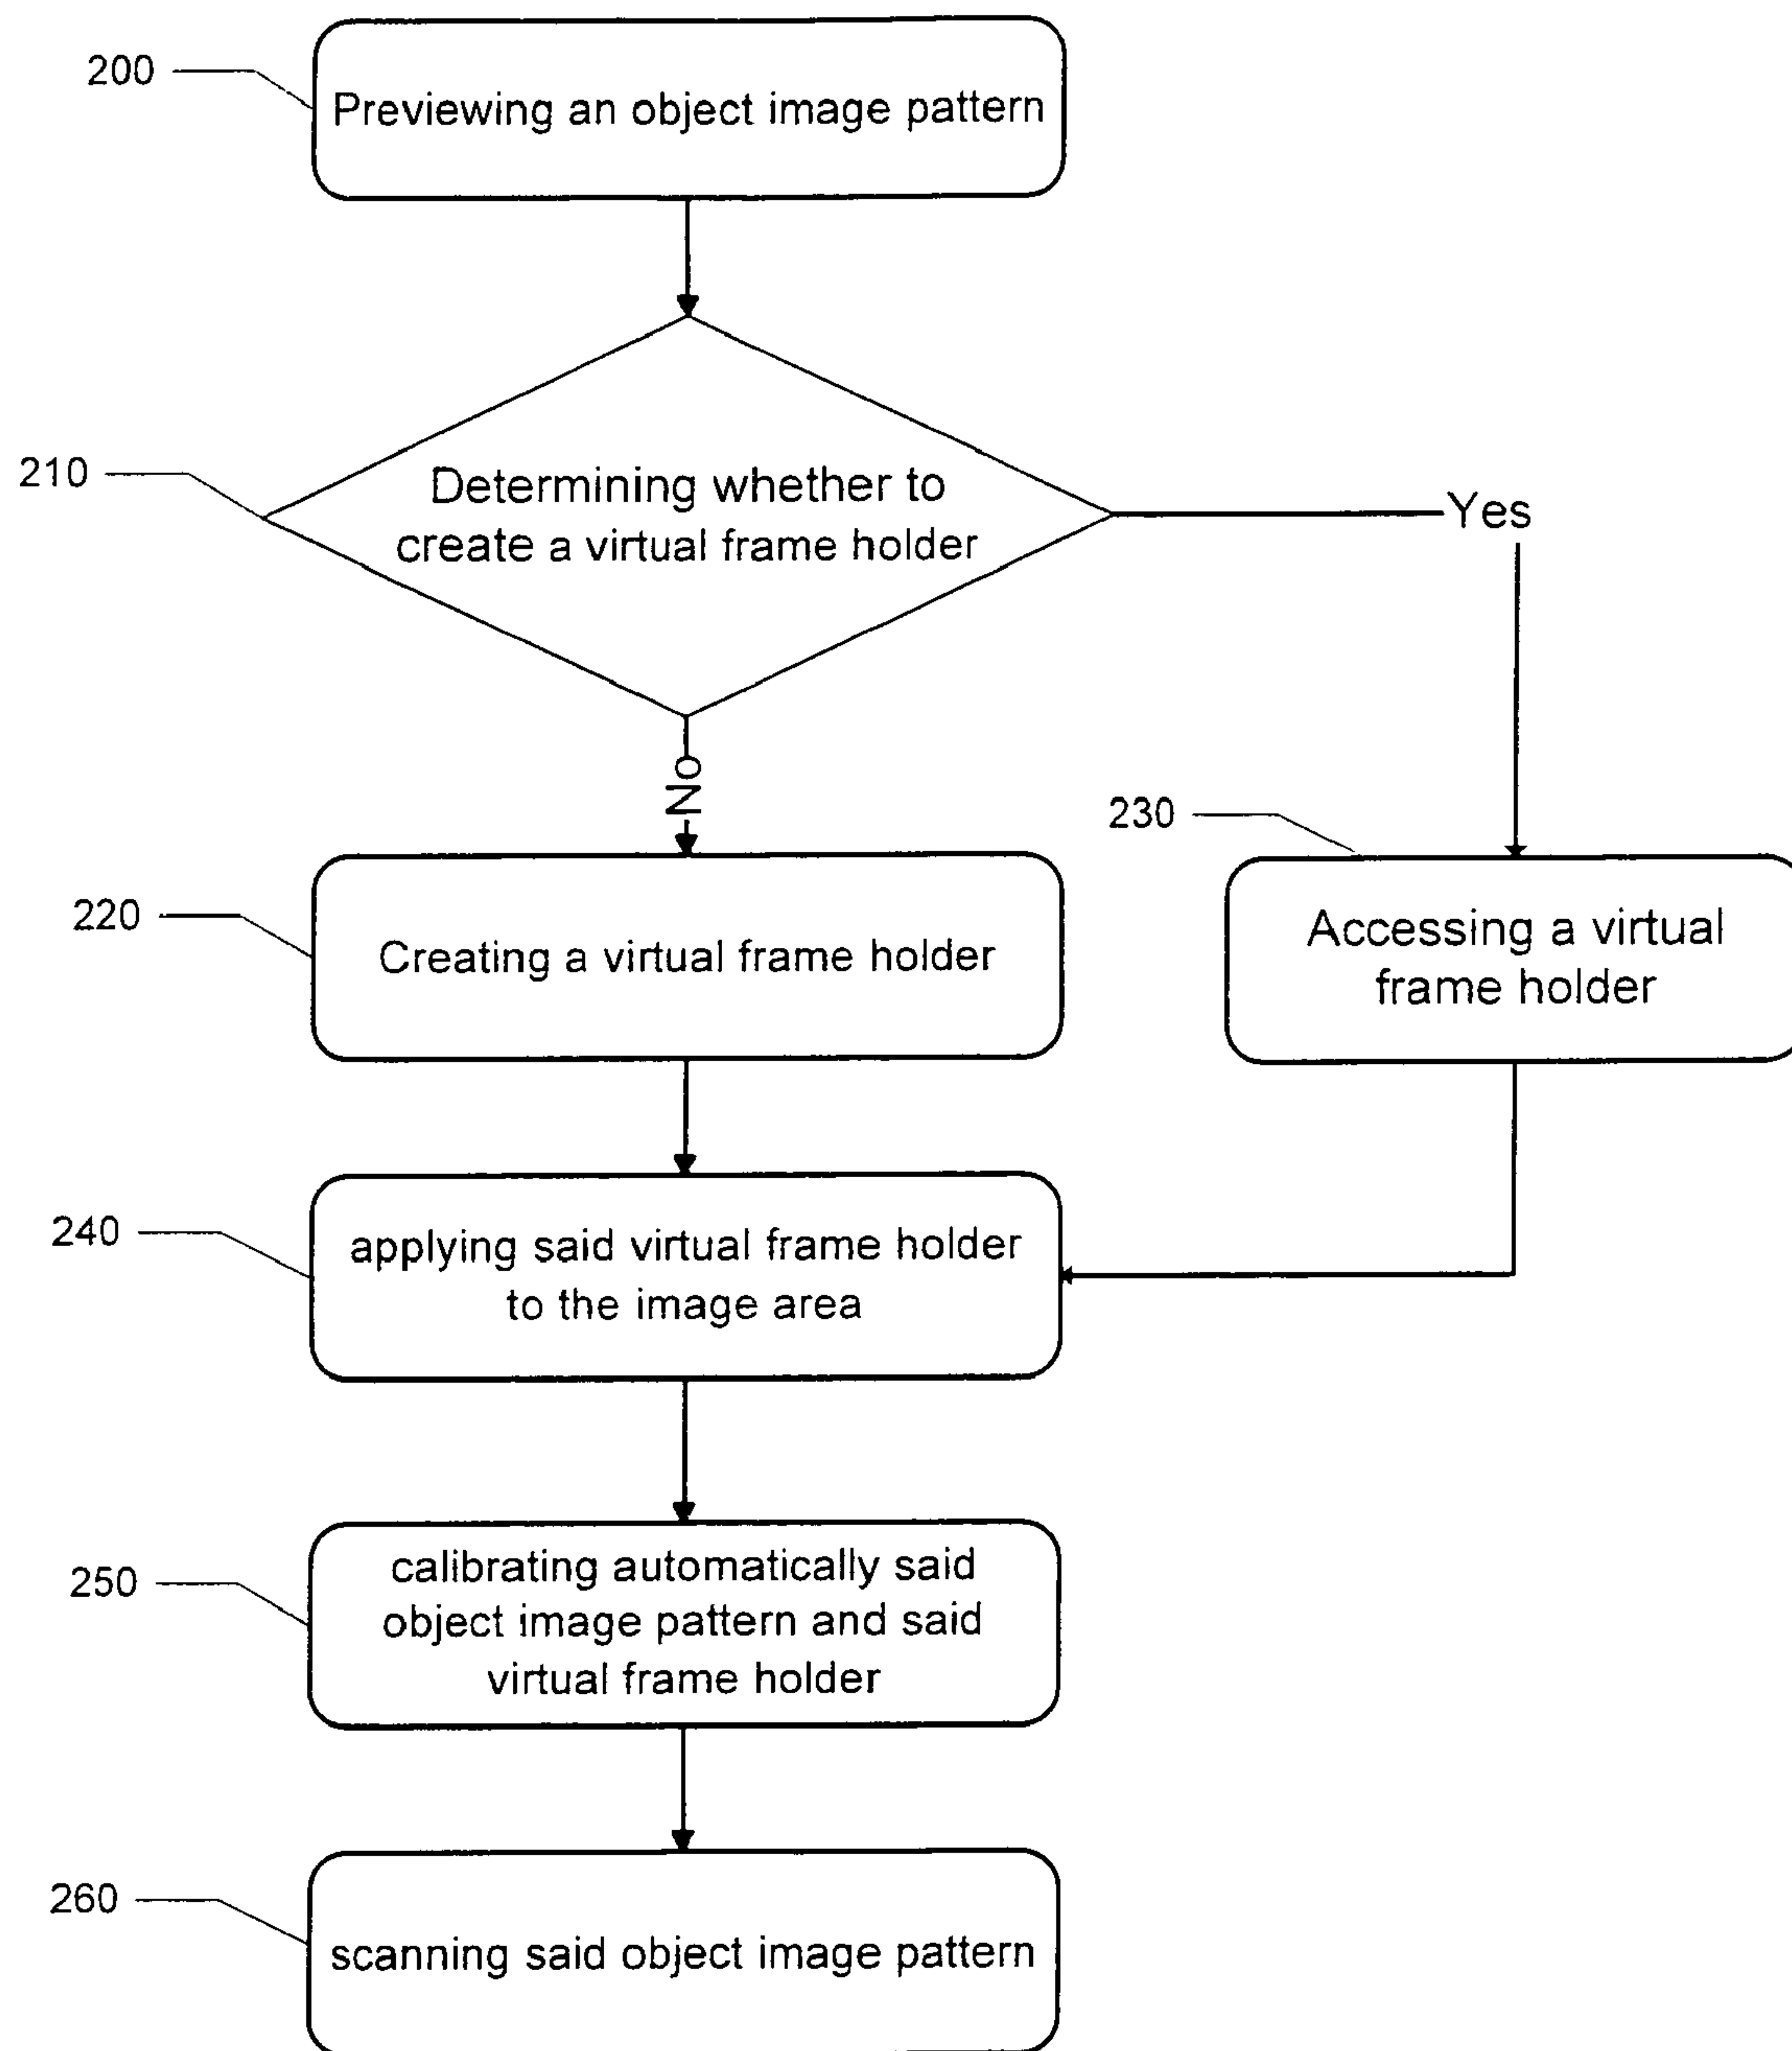 200
Previewing an object image pattern
210
Determining whether to
create a virtual frame holder
Yes
No
220
Creating a virtual frame holder
230
Accessing a virtual
frame holder
240
applying said virtual frame holder
to the image area
250
calibrating automatically said
object image pattern and said
virtual frame holder
260
scanning said object image pattern